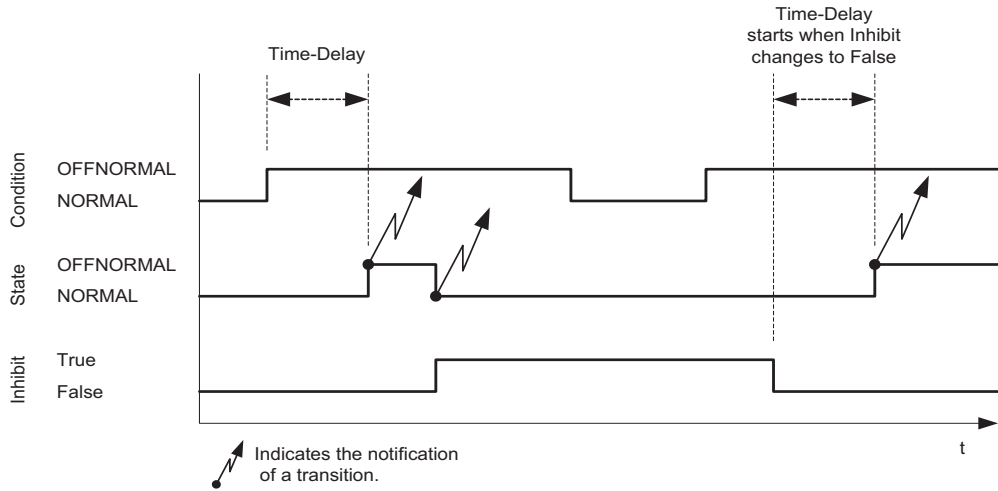 Time-Delay
Time-Delay
starts when Inhibit
changes to False
Condition
OFFNORMAL
NORMAL
State
OFFNORMAL
NORMAL
Inhibit
True
False
t
Indicates the notification
of a transition.